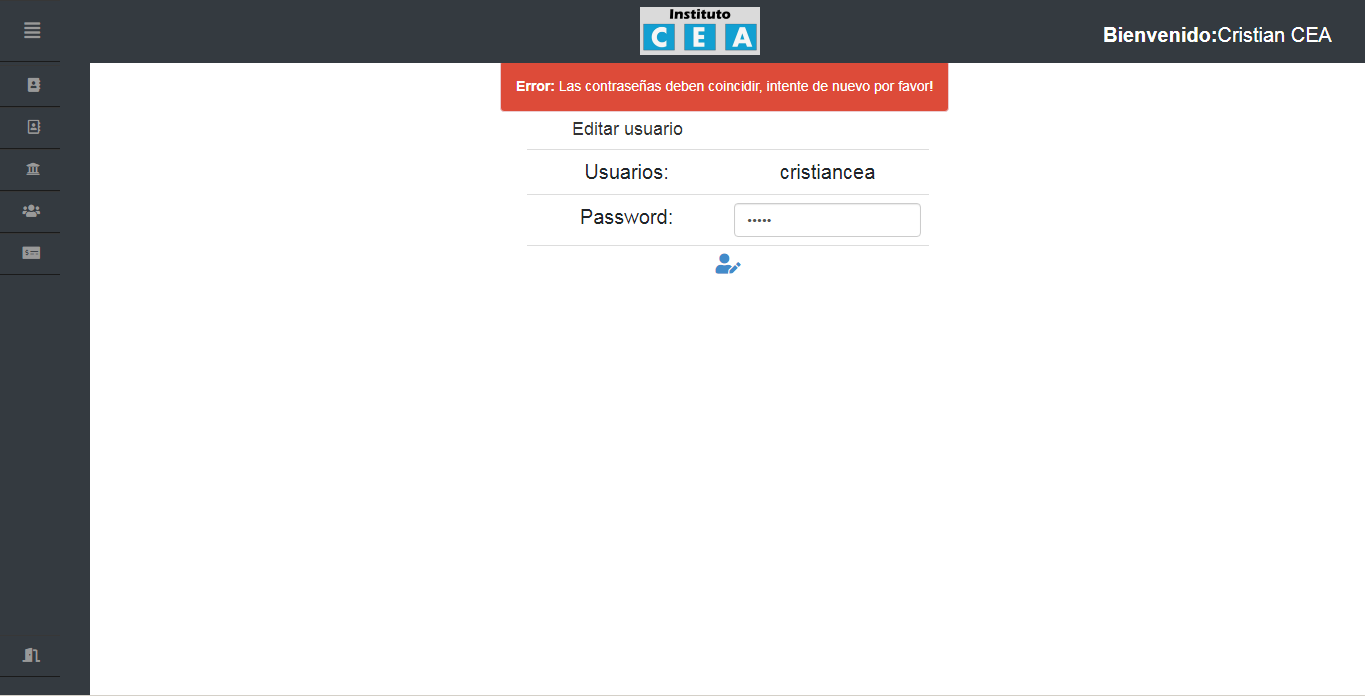 Instituto
CEA
Bienvenido:Cristian CEA
Error: Las contraseñas deben coincidir, intente de nuevo por favor!
Editar usuario
Usuarios: cristiancea
Password: •••••